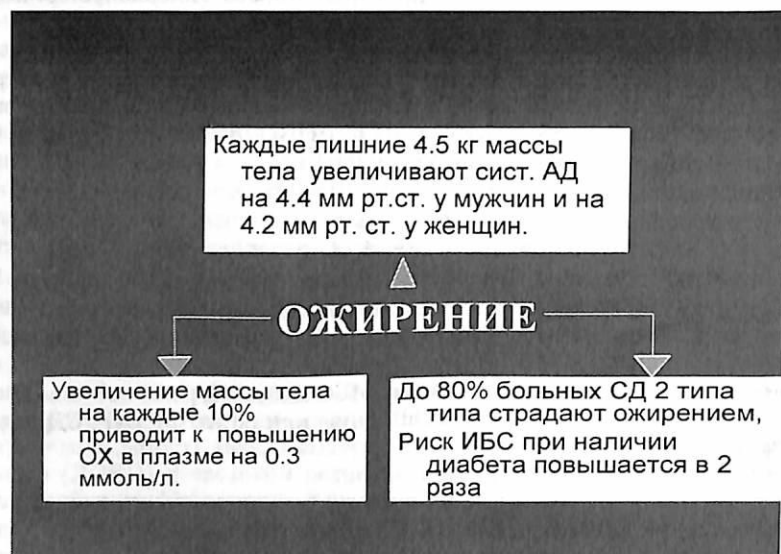 Каждые лишние 4.5 кг массы
тела увеличивают сист. АД
на 4.4 мм рт.ст. у мужчин и на
4.2 мм рт. ст. у женщин.
ОЖИРЕНИЕ
Увеличение массы тела
на каждые 10%
приводит к повышению
ОХ в плазме на 0.3
ммоль/л.
До 80% больных СД 2 типа
типа страдают ожирением,
Риск ИБС при наличии
диабета повышается в 2
раза